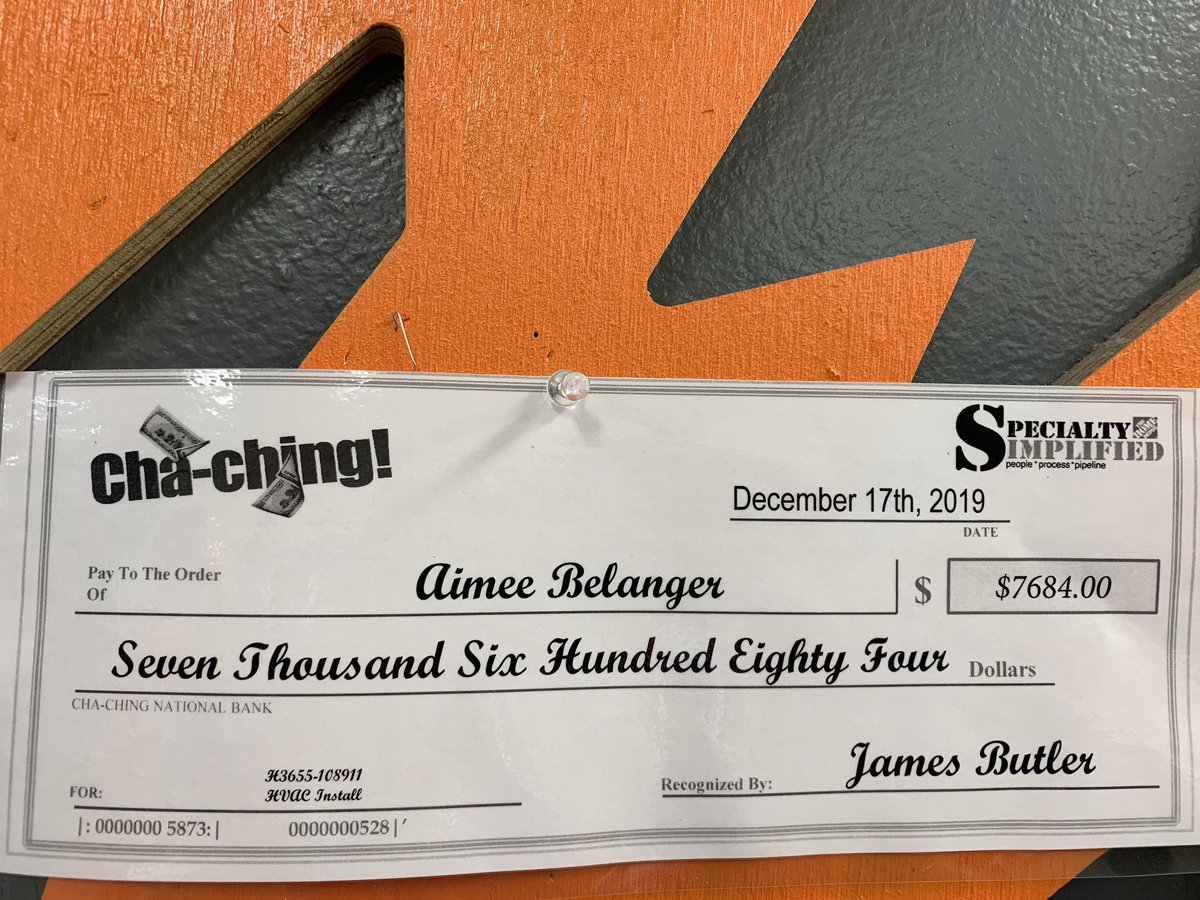 Cha-ching!
SPECIALTY
SIMPLIFIED
people * process * pipeline
December 17th, 2019
DATE
Pay To The Order
Of
Aimee Belanger
$
$7684.00
Seven Thousand Six Hundred Eighty Four Dollars
CHA-CHING NATIONAL BANK
H3655-108911
FOR:
HVAC Install
Recognized By:
James Butler
|: 0000000 5873:| 0000000528|′